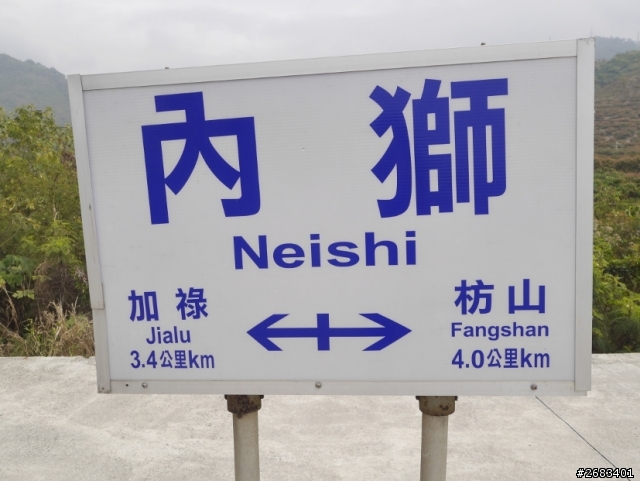 內獅
Neishi
加祿
Jialu
3.4公里km
枋山
Fangshan
4.0公里km
#2683401